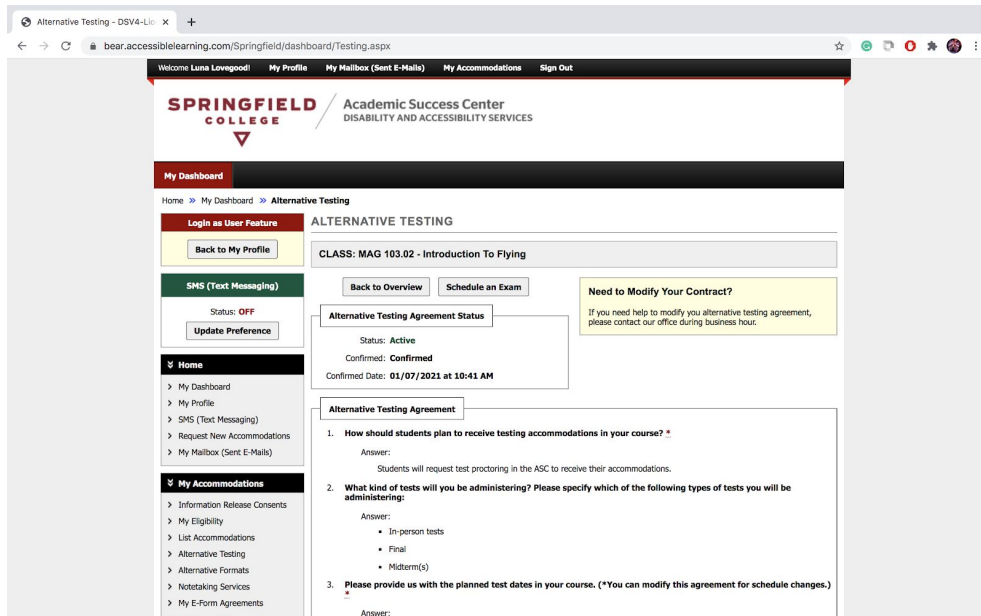 Alternative Testing - DSV4-Lio
bear.accessiblelearning.com/Springfield/dashboard/Testing.aspx
Welcome Luna Lovegood! My Profile My Mailbox (Sent E-Mails) My Accommodations Sign Out
SPRINGFIELD
COLLEGE
Academic Success Center
DISABILITY AND ACCESSIBILITY SERVICES
My Dashboard
Home » My Dashboard » Alternative Testing
Login as User Feature
Back to My Profile
SMS (Text Messaging)
Status: OFF
Update Preference
Home
My Dashboard
My Profile
SMS (Text Messaging)
Request New Accommodations
My Mailbox (Sent E-Mails)
My Accommodations
Information Release Consents
My Eligibility
List Accommodations
Alternative Testing
Alternative Formats
Notetaking Services
My E-Form Agreements
ALTERNATIVE TESTING
CLASS: MAG 103.02 - Introduction To Flying
Back to Overview Schedule an Exam
Need to Modify Your Contract?
If you need help to modify you alternative testing agreement,
please contact our office during business hour.
Alternative Testing Agreement Status
Status: Active
Confirmed: Confirmed
Confirmed Date: 01/07/2021 at 10:41 AM
Alternative Testing Agreement
1. How should students plan to receive testing accommodations in your course? *
Answer:
Students will request test proctoring in the ASC to receive their accommodations.
2. What kind of tests will you be administering? Please specify which of the following types of tests you will be
administering:
Answer:
▪ In-person tests
▪ Final
▪ Midterm(s)
3. Please provide us with the planned test dates in your course. (*You can modify this agreement for schedule changes.)
*
Answer: